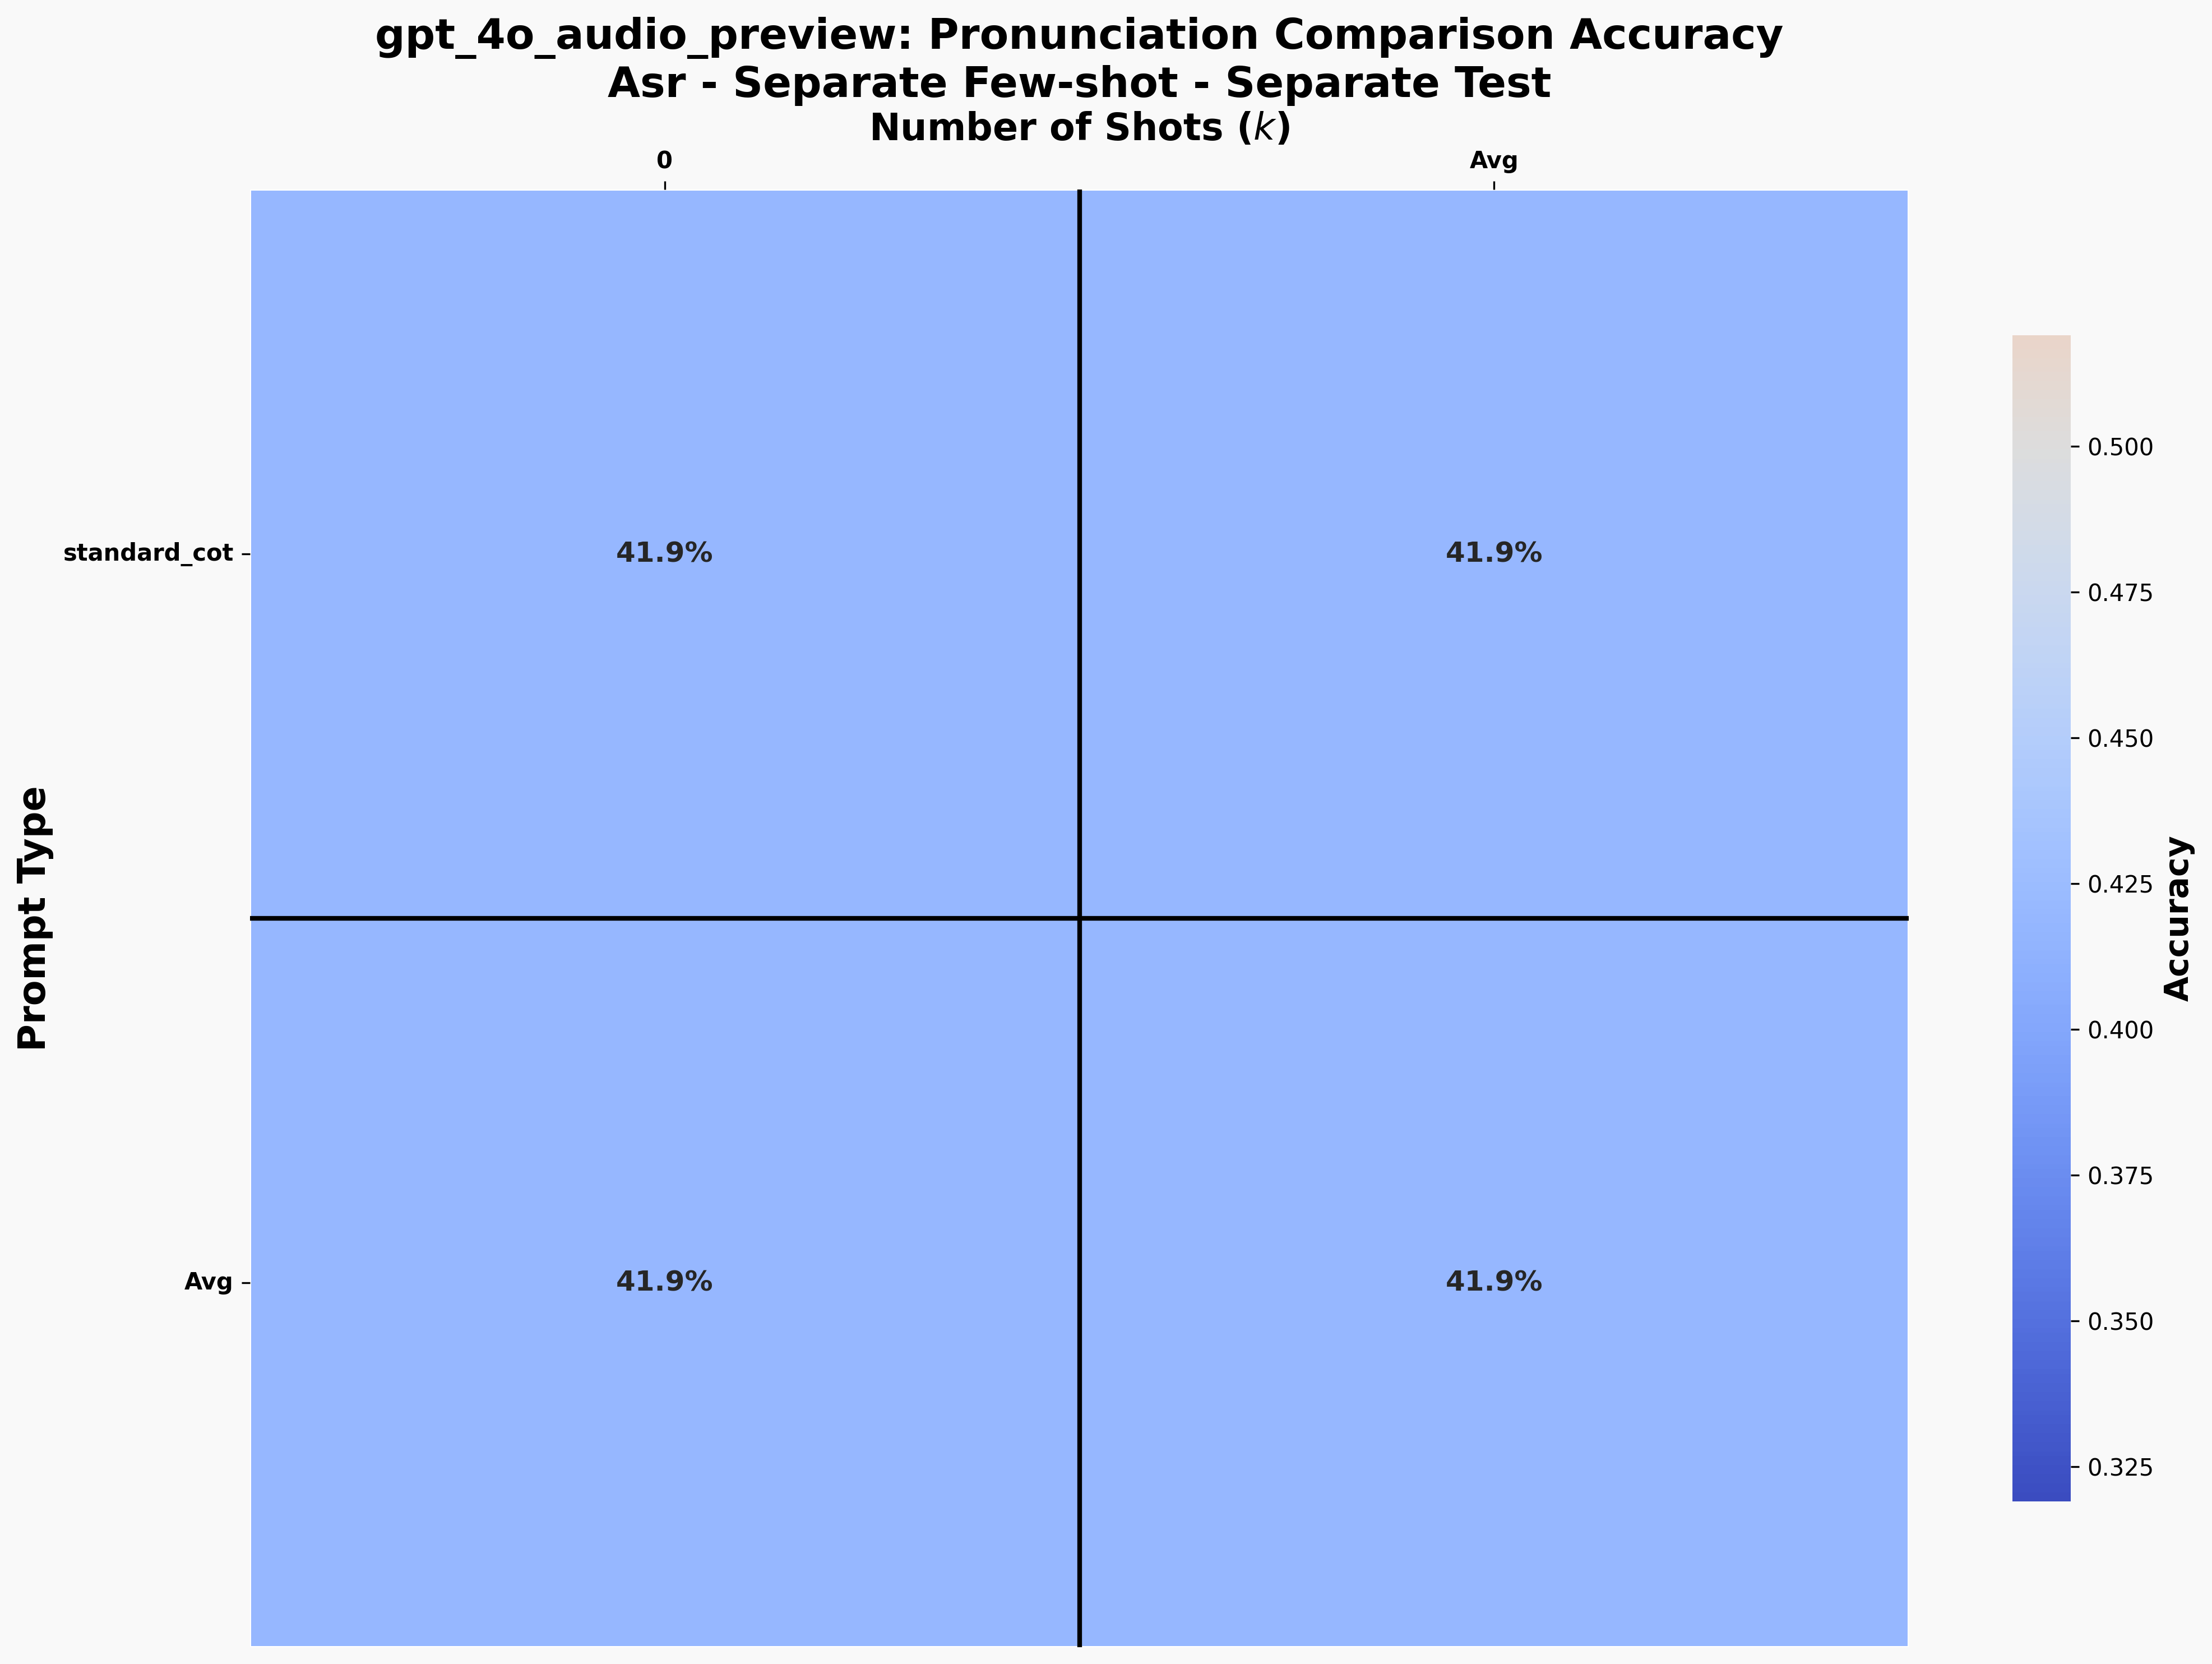 gpt_4o_audio_preview: Pronunciation Comparison Accuracy
Asr - Separate Few-shot - Separate Test
Number of Shots (k)
0
Avg
Prompt Type
standard_cot
41.9%
41.9%
Avg
41.9%
41.9%
0.500
0.475
0.450
0.425
0.400
0.375
0.350
0.325
Accuracy